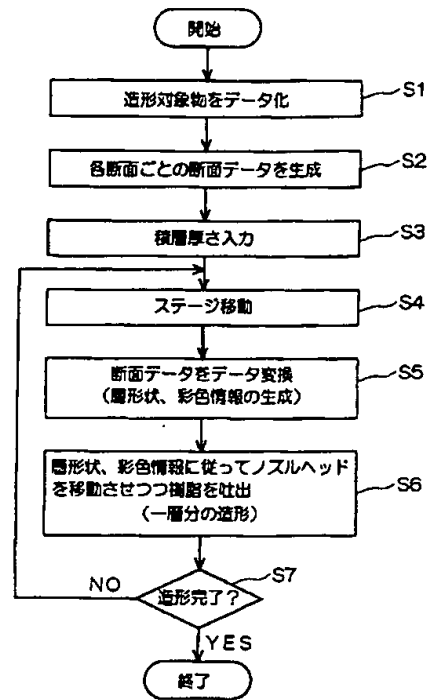 開始
造形対象物をデータ化
S1
各断面ごとの断面データを生成
S2
積層厚さ入力
S3
ステージ移動
S4
断面データをデータ変換
(層形状、彩色情報の生成)
S5
層形状、彩色情報に従ってノズルヘッド
を移動させつつ樹脂を吐出
(一層分の造形)
S6
造形完了?
S7
NO
YES
終了